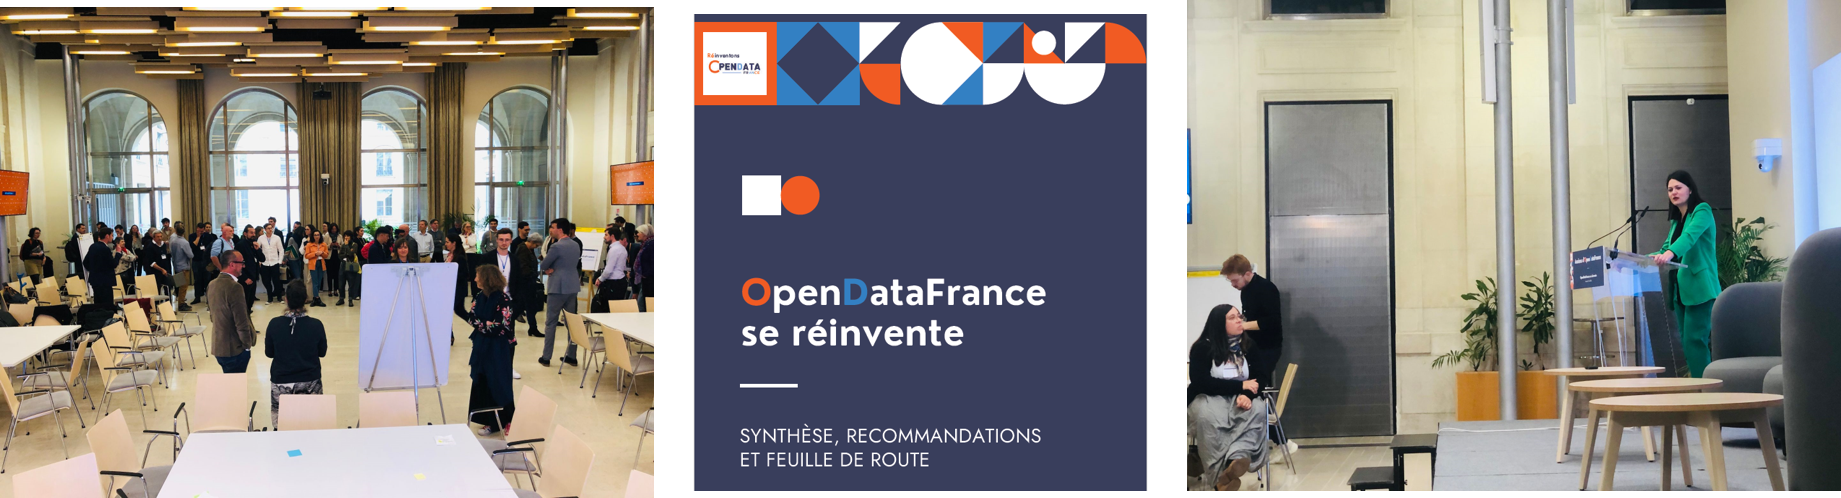 Réinventons
OPENDATA
FRANCE
OpenDataFrance
se réinvente
SYNTHÈSE, RECOMMANDATIONS
ET FEUILLE DE ROUTE